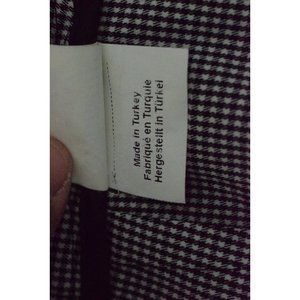 Made in Turkey
Fabriqué en Turquie
Hergestellt in Türkei